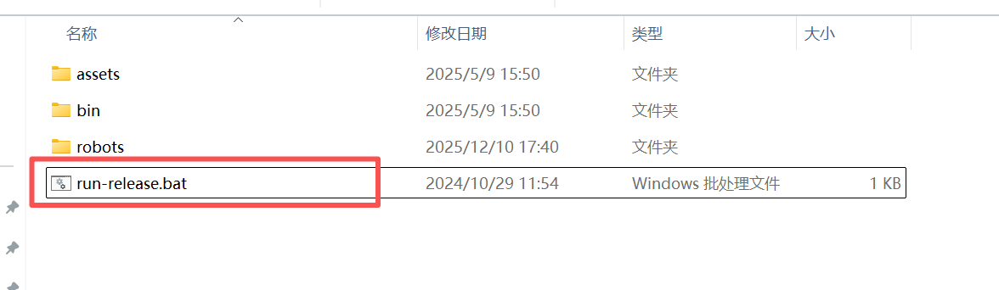 名称 修改日期 类型 大小
assets 2025/5/9 15:50 文件夹
bin 2025/5/9 15:50 文件夹
robots 2025/12/10 17:40 文件夹
run-release.bat 2024/10/29 11:54 Windows 批处理文件 1 KB